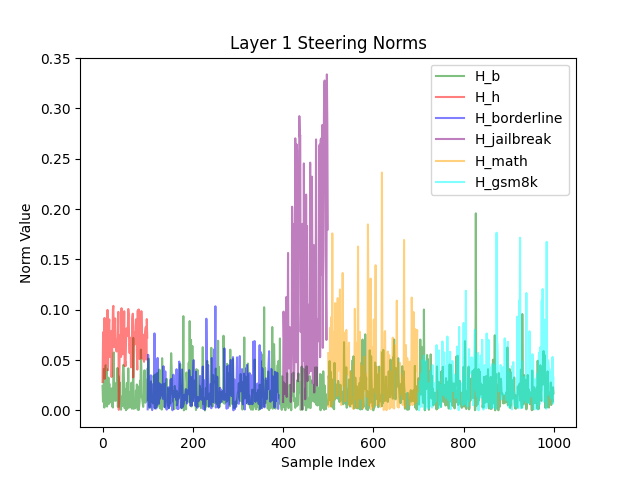 Layer 1 Steering Norms
0.35
0.30
0.25
0.20
0.15
0.10
0.05
0.00
Norm Value
H_b
H_h
H_borderline
H_jailbreak
H_math
H_gsm8k
0
200
400
600
800
1000
Sample Index